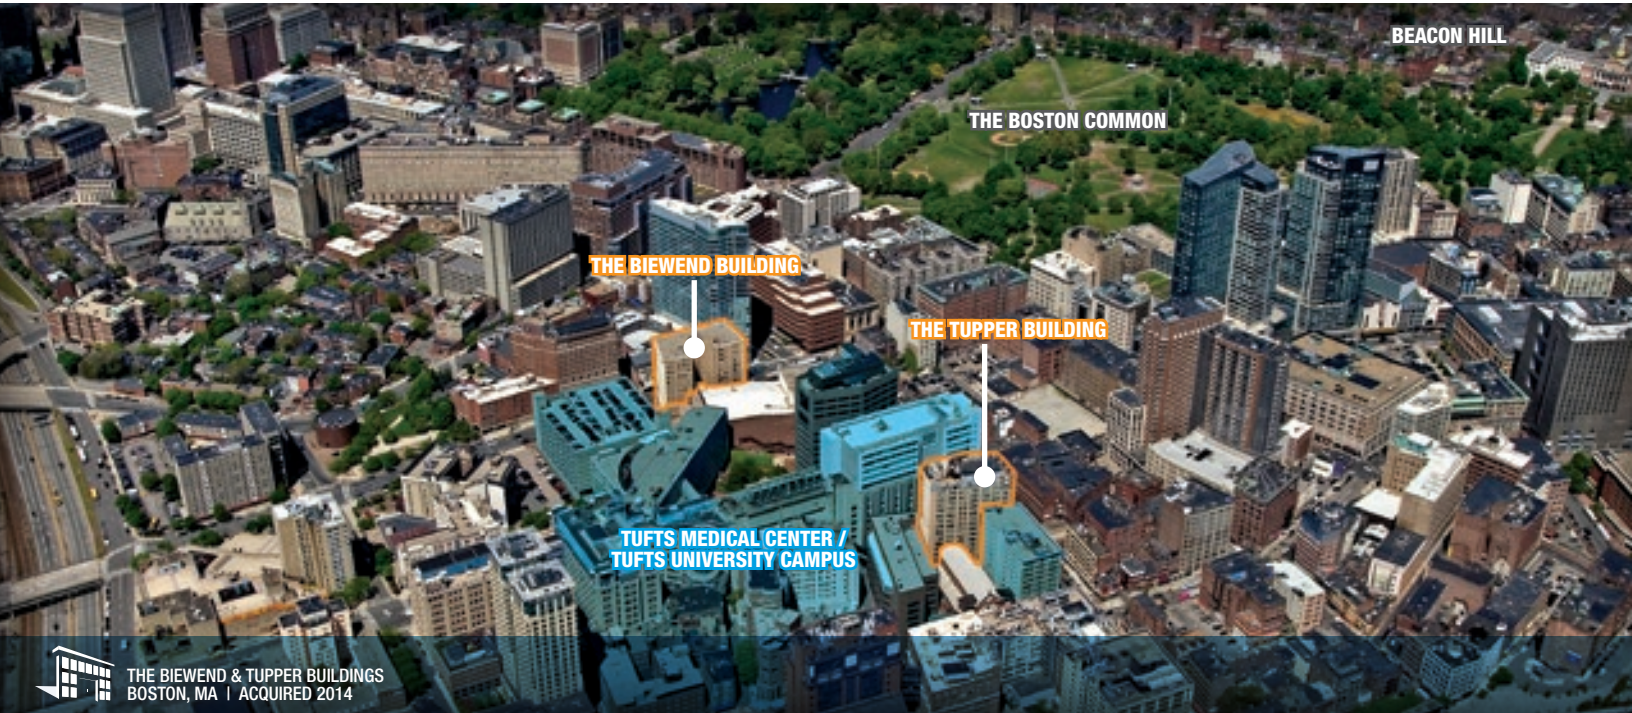 BEACON HILL
THE BOSTON COMMON
THE BIEWEND BUILDING
THE TUPPER BUILDING
TUFTS MEDICAL CENTER /
TUFTS UNIVERSITY CAMPUS
THE BIEWEND & TUPPER BUILDINGS
BOSTON, MA | ACQUIRED 2014